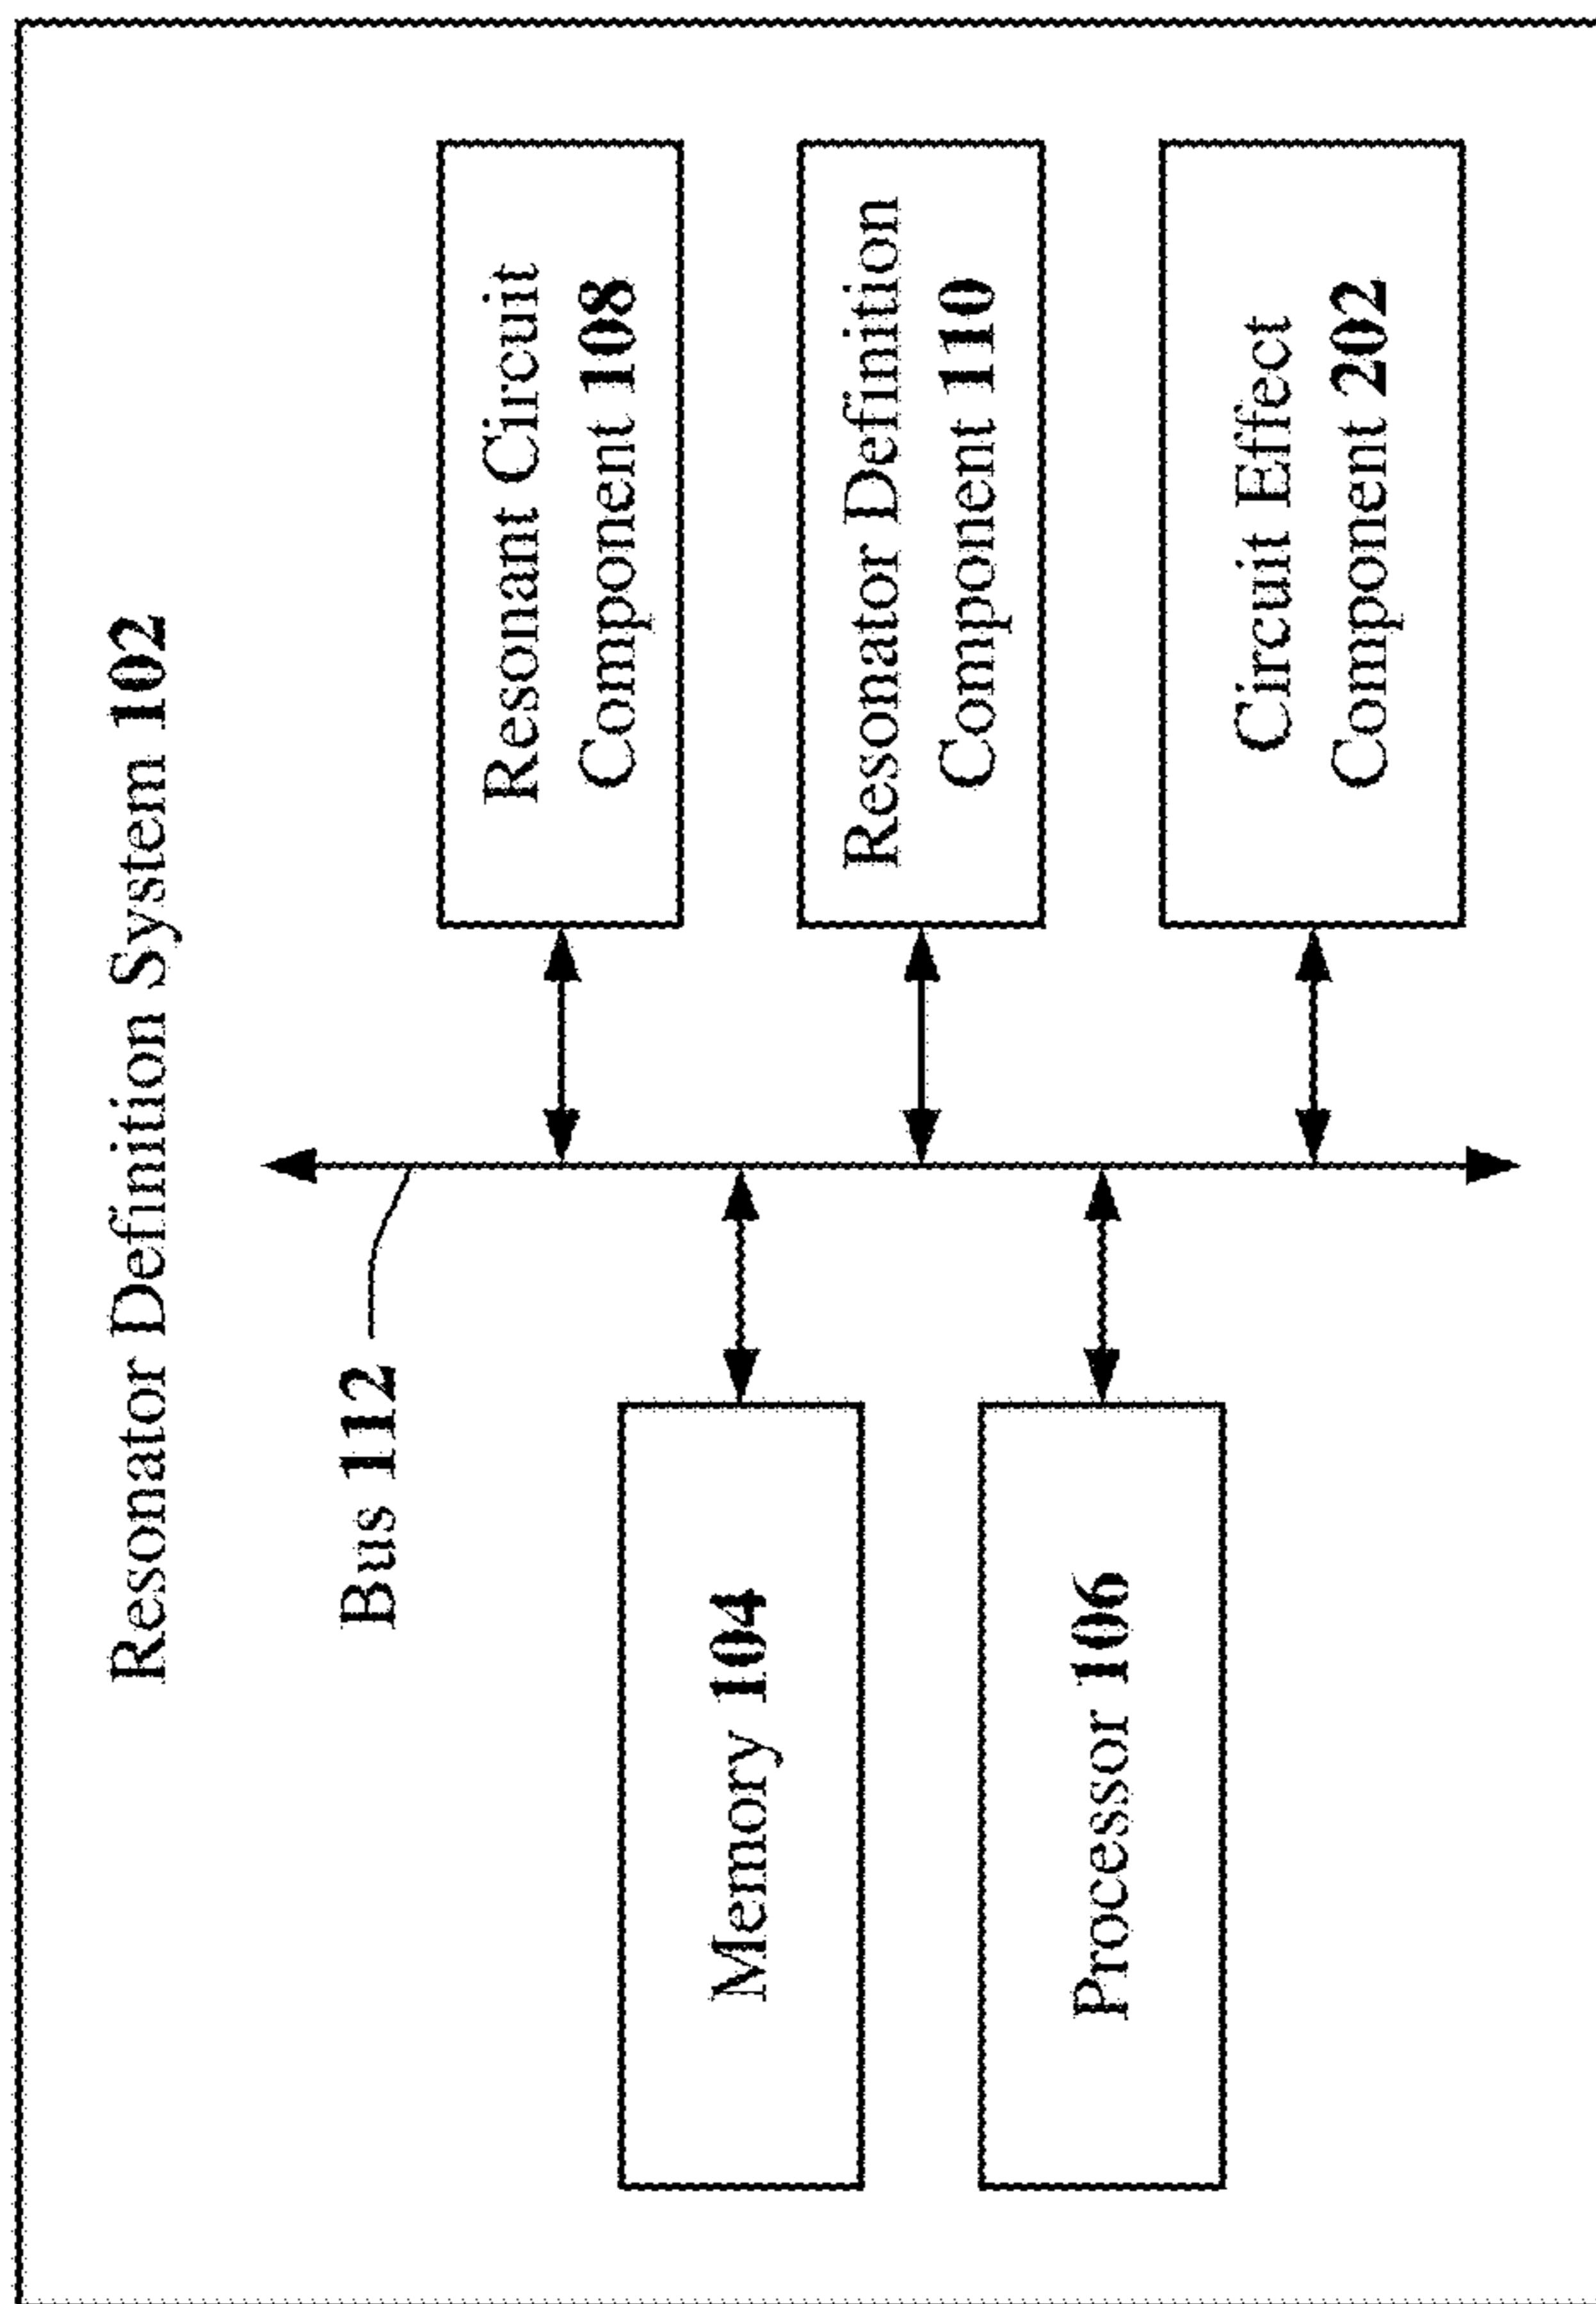 Resonator Definition System 102
Bus 112
Resonant Circuit
Component 108
Memory 104
Resonator Definition
Component 110
Processor 106
Circuit Effect
Component 202